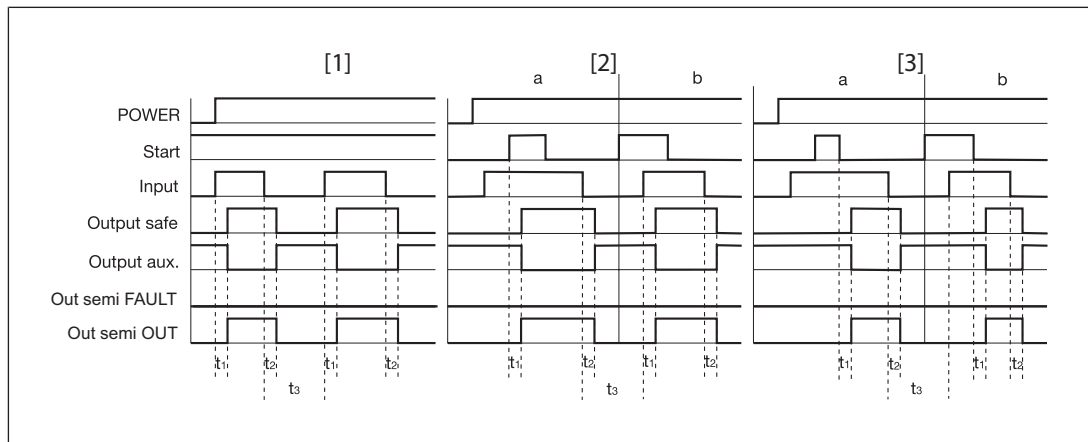 [1] [2] [3]
a b a b
POWER
Start
Input
Output safe
Output aux.
Out semi FAULT
Out semi OUT
t1 t2 t1 t2 t1 t2 t1 t2 t1 t2 t1 t2
t3 t3 t3